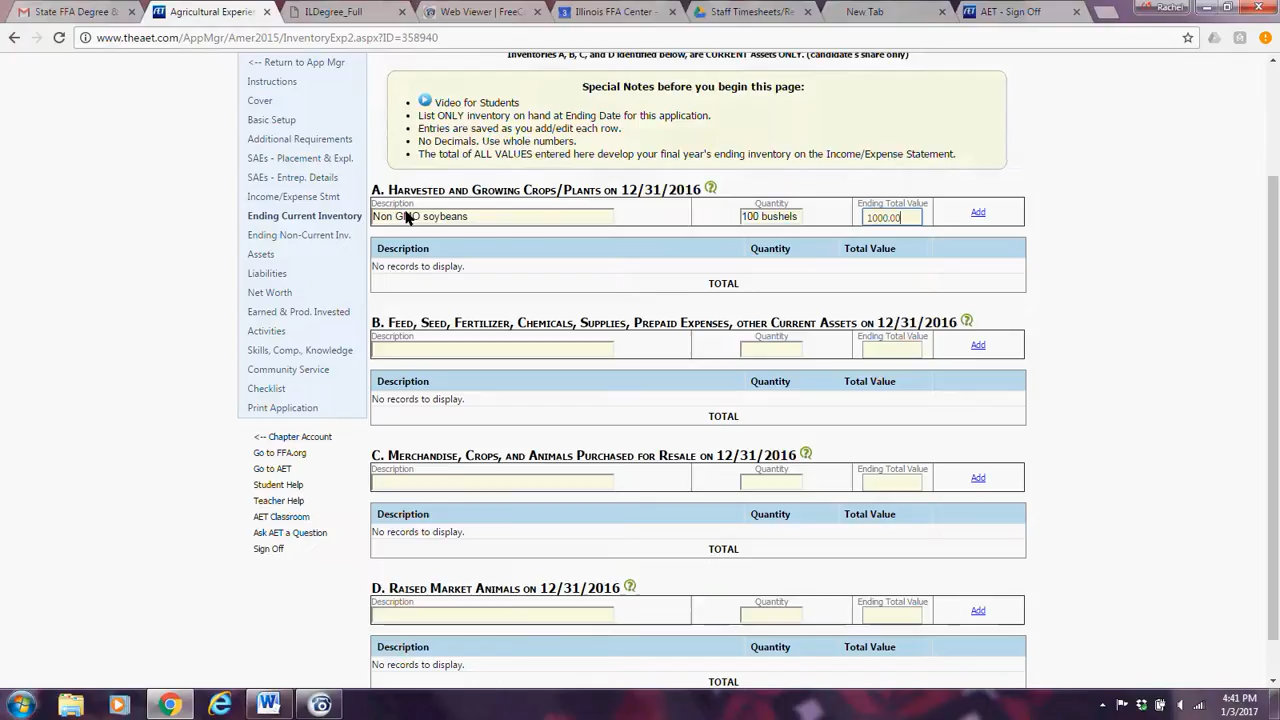 State FFA Degree - r
Agricultural Experie
ILDegree_Full
Web Viewer | FreeC
Illinois FFA Center -
Staff Timesheets/Re
New Tab
AET - Sign Off
Rachel
www.theaet.com/AppMgr/Amer2015/InventoryExp2.aspx?ID=358940
Inventories A, B, C, and D identified below, are CURRENT Assets ONLY. (candidate's share only)
<-- Return to App Mgr
Instructions
Cover
Basic Setup
Additional Requirements
SAEs - Placement & Expl.
SAEs - Entrep. Details
Income/Expense Stmt
Ending Current Inventory
Ending Non-Current Inv.
Assets
Liabilities
Net Worth
Earned & Prod. Invested
Activities
Skills, Comp., Knowledge
Community Service
Checklist
Print Application
<-- Chapter Account
Go to FFA.org
Go to AET
Student Help
Teacher Help
AET Classroom
Ask AET a Question
Sign Off
Special Notes before you begin this page:
• Video for Students
• List ONLY inventory on hand at Ending Date for this application.
• Entries are saved as you add/edit each row.
• No Decimals. Use whole numbers.
• The total of ALL VALUES entered here develop your final year's ending inventory on the Income/Expense Statement.
A. Harvested and Growing Crops/Plants on 12/31/2016
Description Quantity Ending Total Value
Non GMO soybeans 100 bushels 1000.00 Add
Description Quantity Total Value
No records to display.
TOTAL
B. Feed, Seed, Fertilizer, Chemicals, Supplies, Prepaid Expenses, other Current Assets on 12/31/2016
Description Quantity Ending Total Value
Add
Description Quantity Total Value
No records to display.
TOTAL
C. Merchandise, Crops, and Animals Purchased for Resale on 12/31/2016
Description Quantity Ending Total Value
Add
Description Quantity Total Value
No records to display.
TOTAL
D. Raised Market Animals on 12/31/2016
Description Quantity Ending Total Value
Add
Description Quantity Total Value
No records to display.
TOTAL
4:41 PM
1/3/2017